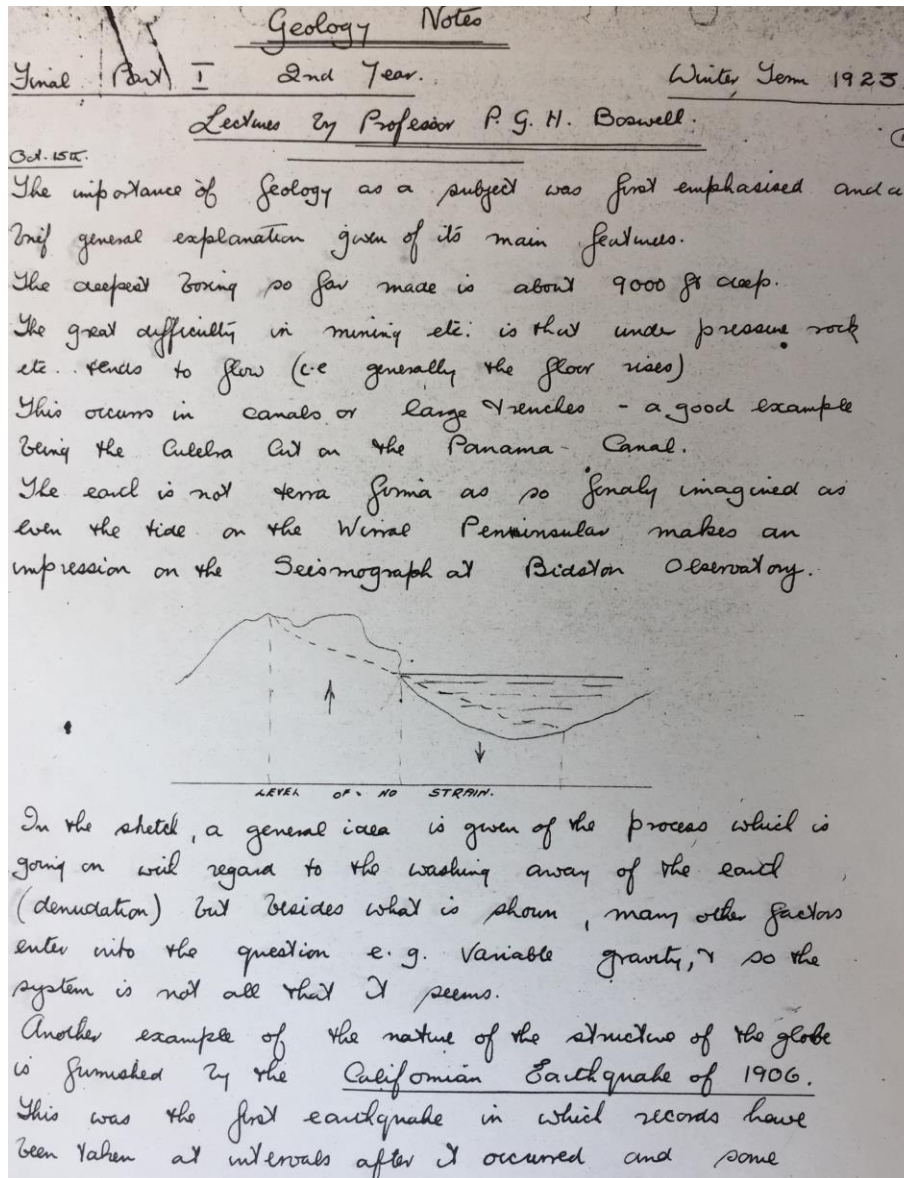 Geology Notes
Final Part I 2nd Year. Winter Term 1923
Lectures by Professor P. G. H. Boswell.
Oct. 15th.
The importance of geology as a subject was first emphasised and a
brief general explanation given of its main features.
The deepest boring so far made is about 9000 ft deep.
The great difficulty in mining etc. is that under pressure rock
etc.. tends to flow (i.e generally the floor rises)
This occurs in canals or large trenches - a good example
being the Culebra Cut on the Panama - Canal.
The earth is not terra firma as so fondly imagined as
even the tide on the Wirral Penninsular makes an
impression on the Seismograph at Bidston Observatory.
LEVEL OF NO STRAIN.
In the sketch, a general idea is given of the process which is
going on with regard to the washing away of the earth
(denudation) but besides what is shown, many other factors
enter into the question e.g. Variable gravity, & so the
system is not all that it seems.
Another example of the nature of the structure of the globe
is furnished by the Californian Earthquake of 1906.
This was the first earthquake in which records have
been taken at intervals after it occurred and some